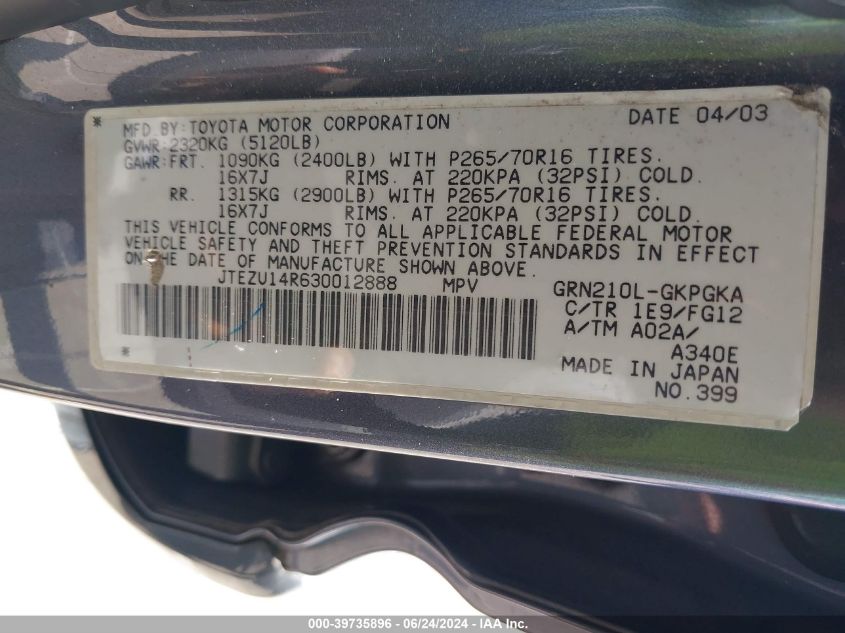 * MFD.BY:TOYOTA MOTOR CORPORATION DATE 04/03
GVWR:2320KG (5120LB)
GAWR:FRT. 1090KG (2400LB) WITH P265/70R16 TIRES.
16X7J RIMS. AT 220KPA (32PSI) COLD.
RR. 1315KG (2900LB) WITH P265/70R16 TIRES.
16X7J RIMS. AT 220KPA (32PSI) COLD.
THIS VEHICLE CONFORMS TO ALL APPLICABLE FEDERAL MOTOR
VEHICLE SAFETY AND THEFT PREVENTION STANDARDS IN EFFECT
ON THE DATE OF MANUFACTURE SHOWN ABOVE.
JTEZU14R630012888 MPV GRN210L-GKPGKA
C/TR 1E9/FG12
A/TM A02A/
A340E
* MADE IN JAPAN
NO.399
000-39735896 - 06/24/2024 - IAAI.COM